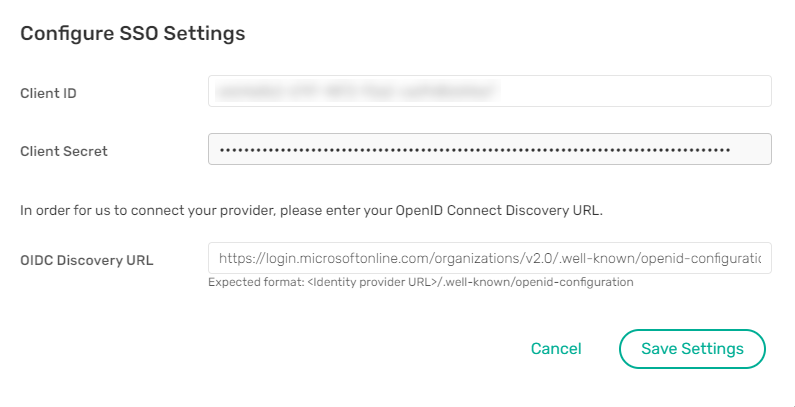 Configure SSO Settings
Client ID
Client Secret
In order for us to connect your provider, please enter your OpenID Connect Discovery URL.
OIDC Discovery URL
https://login.microsoftonline.com/organizations/v2.0/.well-known/openid-configuratic
Expected format: <Identity provider URL>/.well-known/openid-configuration
Cancel
Save Settings